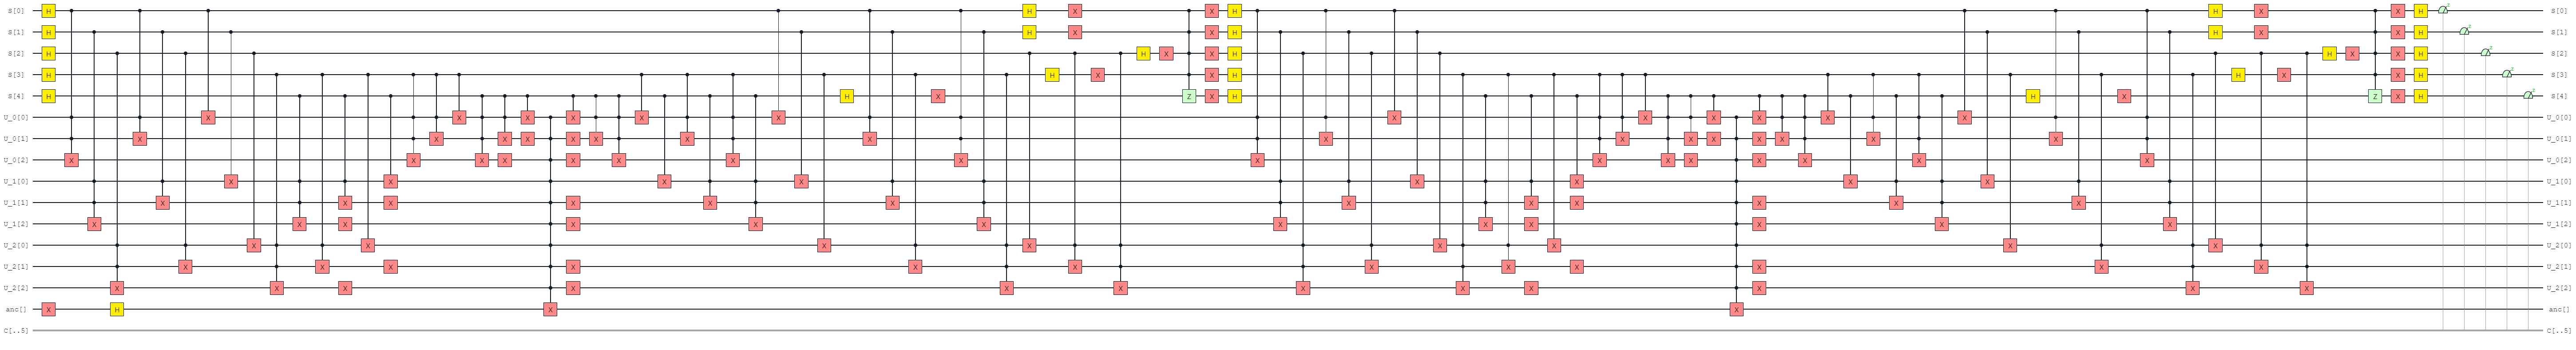 S[0] H H X X H H X X H S[0]
S[1] H H X X H H X X H S[1]
S[2] H H X X H H X X H S[2]
S[3] H H X X H H X X H S[3]
S[4] H H X Z X H H X Z X H S[4]
U_0[0] X X X X X X X X X X X X U_0[0]
U_0[1] X X X X X X X X X X X X X X X X U_0[1]
U_0[2] X X X X X X X X X X X X X X X X U_0[2]
U_1[0] X X X X X X X X U_1[0]
U_1[1] X X X X X X X X X X X X U_1[1]
U_1[2] X X X X X X X X X X X X U_1[2]
U_2[0] X X X X X X X X U_2[0]
U_2[1] X X X X X X X X X X X X U_2[1]
U_2[2] X X X X X X X X X X X X U_2[2]
anc[] X H X X anc[]
C[..5] C[..5]